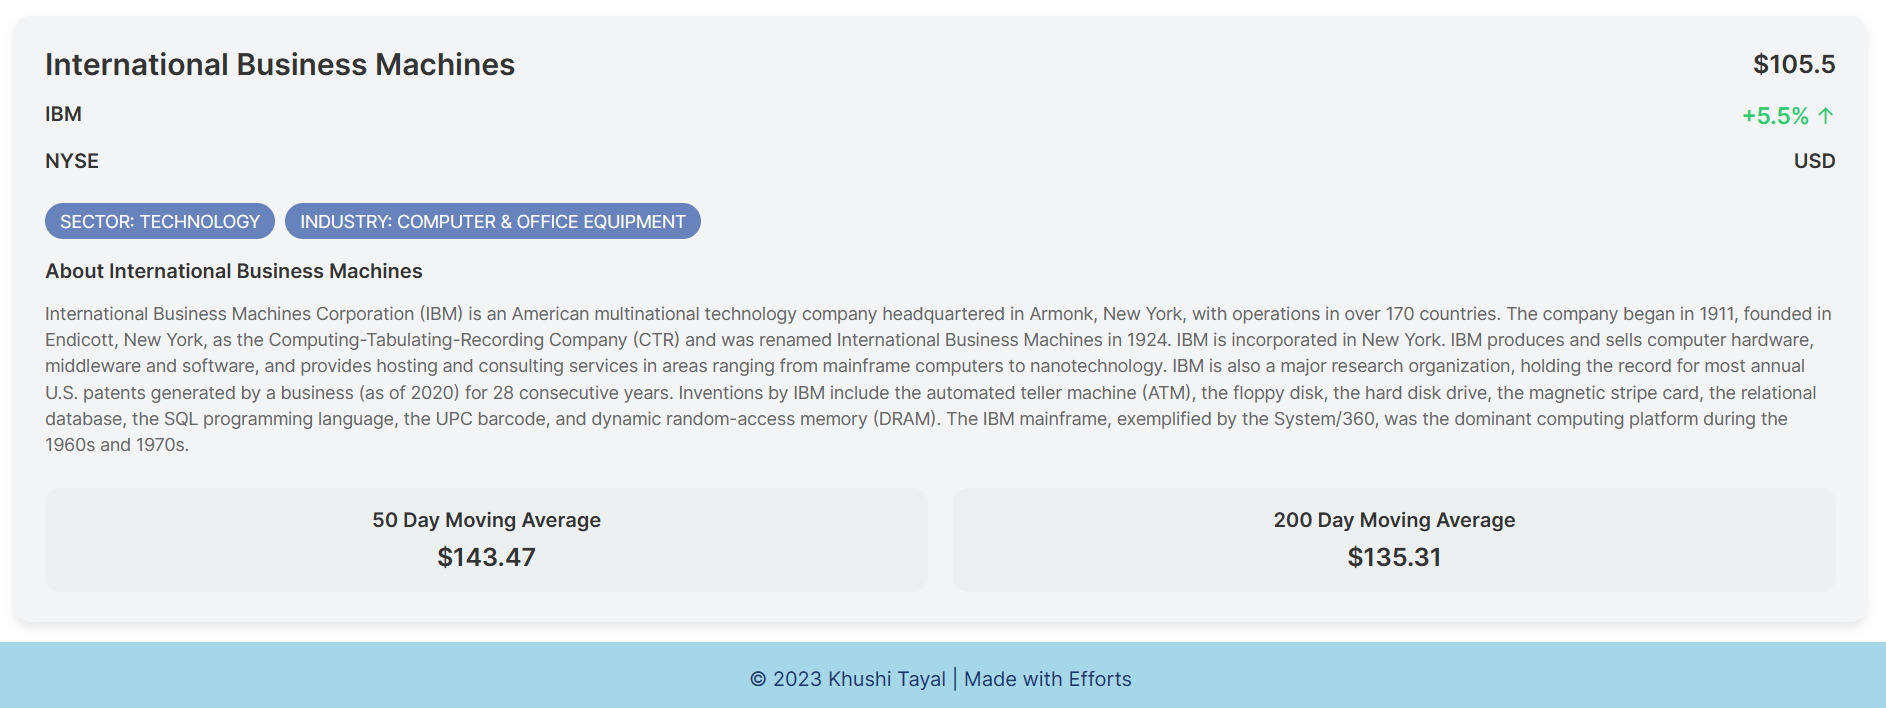 International Business Machines
$105.5
IBM
+5.5% ↑
NYSE
USD
SECTOR: TECHNOLOGY
INDUSTRY: COMPUTER & OFFICE EQUIPMENT
About International Business Machines
International Business Machines Corporation (IBM) is an American multinational technology company headquartered in Armonk, New York, with operations in over 170 countries. The company began in 1911, founded in
Endicott, New York, as the Computing-Tabulating-Recording Company (CTR) and was renamed International Business Machines in 1924. IBM is incorporated in New York. IBM produces and sells computer hardware,
middleware and software, and provides hosting and consulting services in areas ranging from mainframe computers to nanotechnology. IBM is also a major research organization, holding the record for most annual
U.S. patents generated by a business (as of 2020) for 28 consecutive years. Inventions by IBM include the automated teller machine (ATM), the floppy disk, the hard disk drive, the magnetic stripe card, the relational
database, the SQL programming language, the UPC barcode, and dynamic random-access memory (DRAM). The IBM mainframe, exemplified by the System/360, was the dominant computing platform during the
1960s and 1970s.
50 Day Moving Average
$143.47
200 Day Moving Average
$135.31
© 2023 Khushi Tayal | Made with Efforts